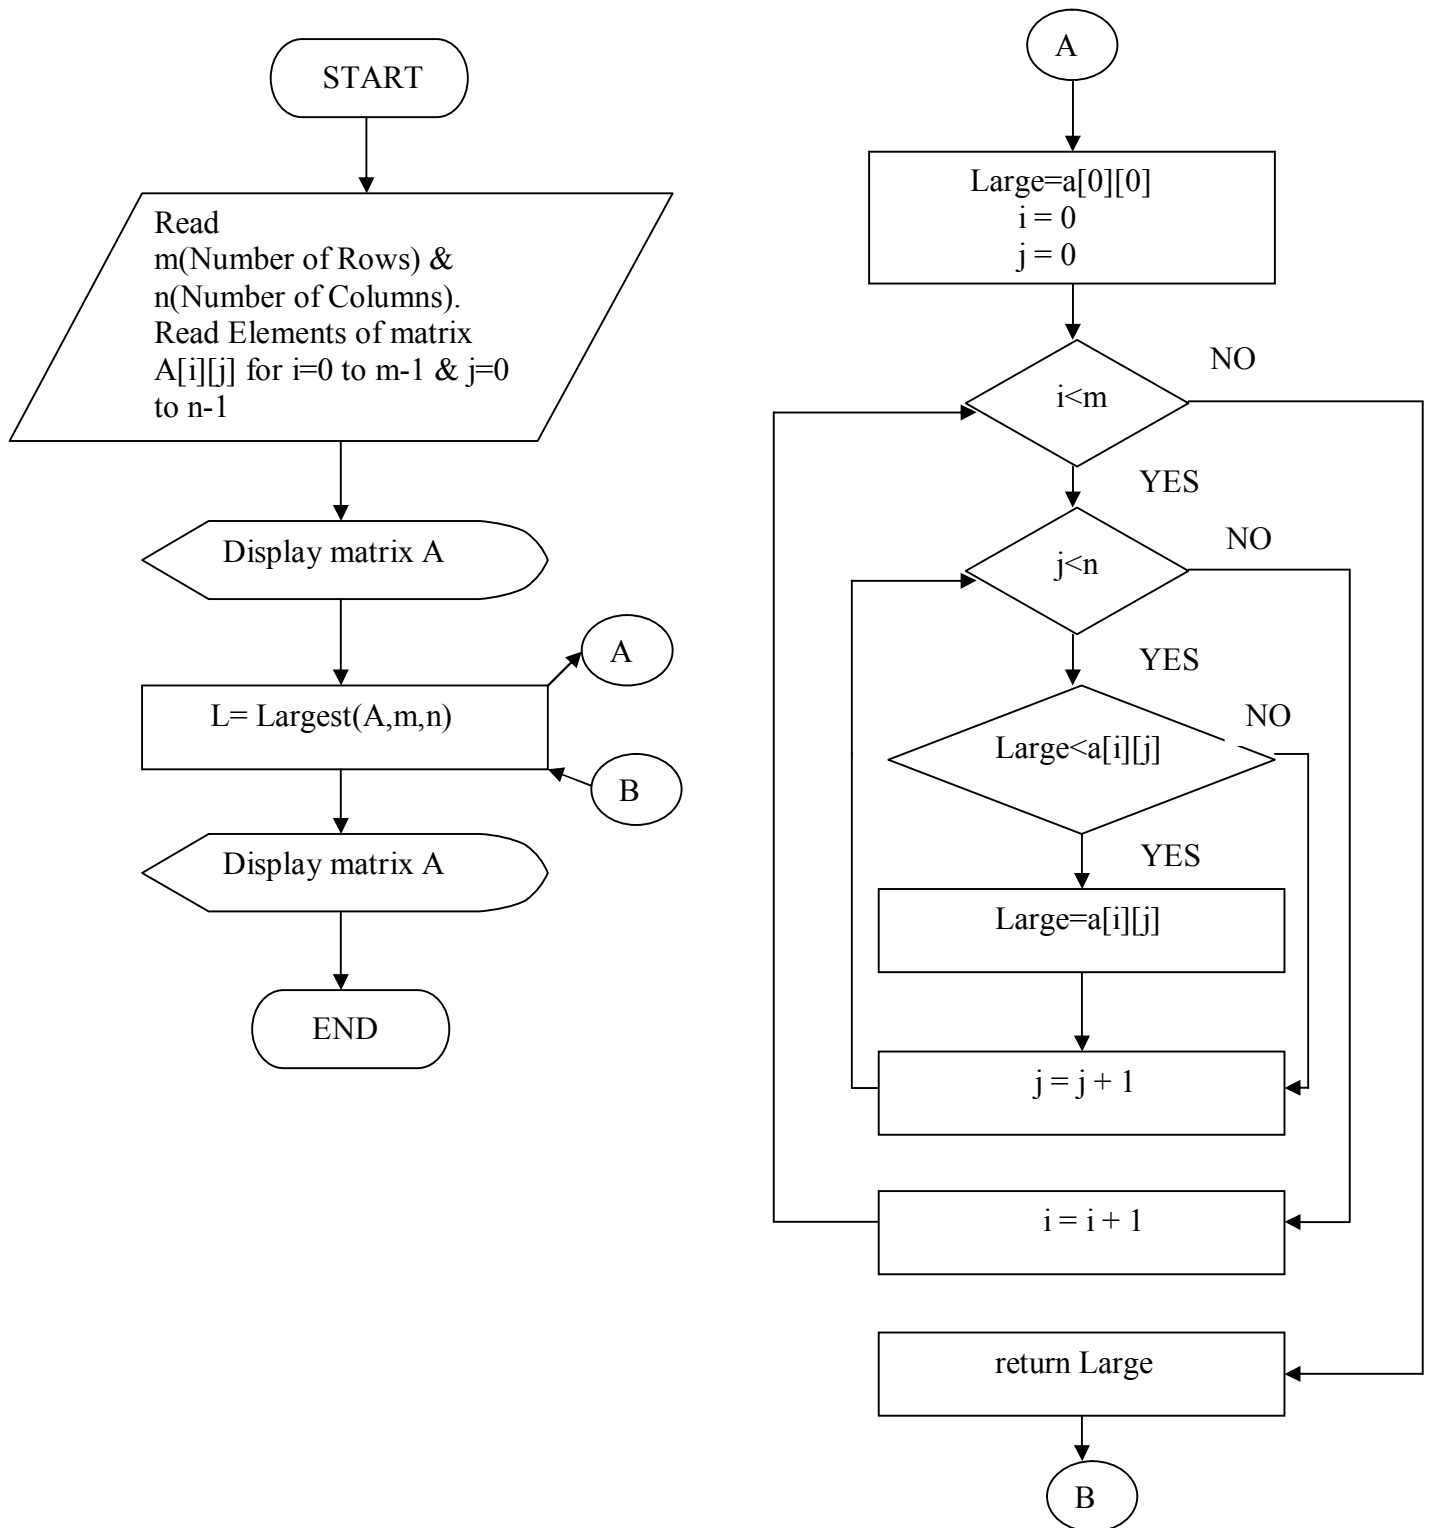 START
Read
m(Number of Rows) &
n(Number of Columns).
Read Elements of matrix
A[i][j] for i=0 to m-1 & j=0
to n-1
Display matrix A
L= Largest(A,m,n)
A
B
Display matrix A
END
A
Large=a[0][0]
i = 0
j = 0
i<m
NO
YES
j<n
NO
YES
Large<a[i][j]
NO
YES
Large=a[i][j]
j = j + 1
i = i + 1
return Large
B